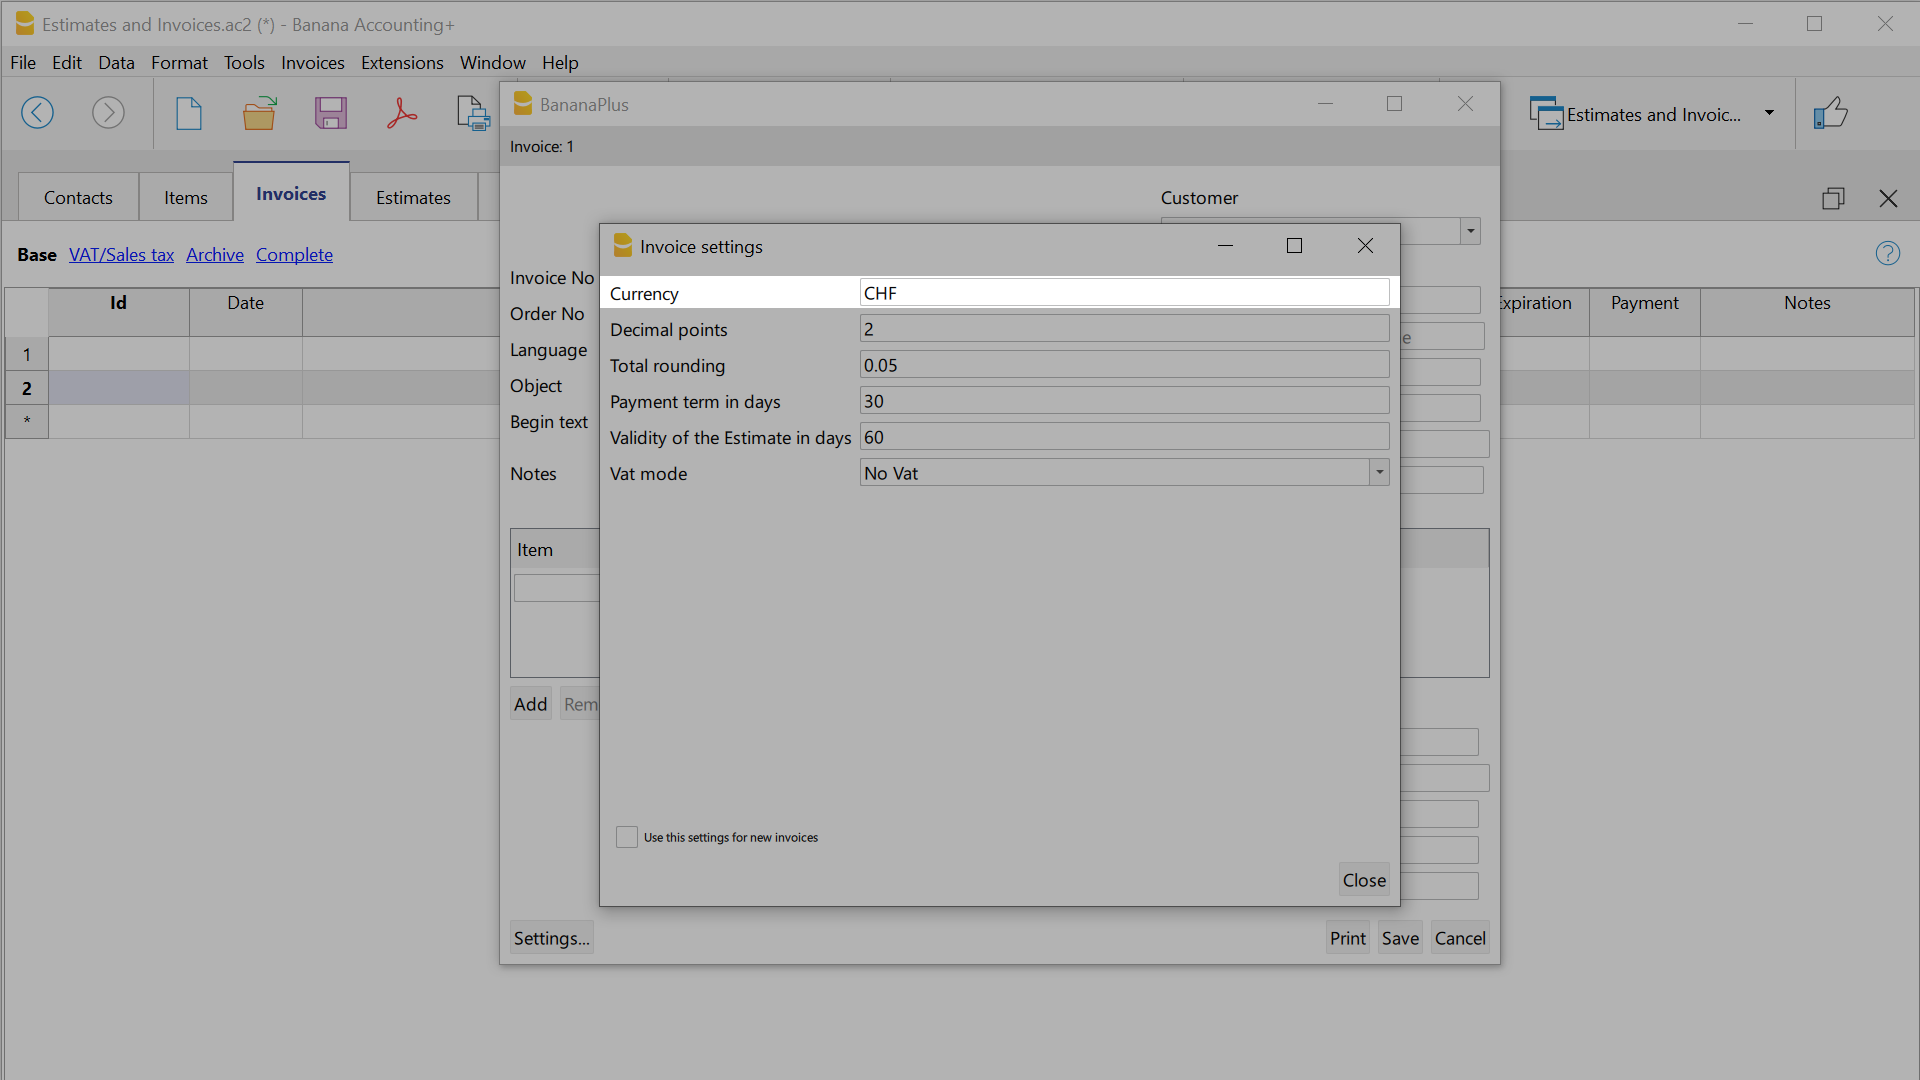 Estimates and Invoices.ac2 (*) - Banana Accounting+
File Edit Data Format Tools Invoices Extensions Window Help
Estimates and Invoic...
BananaPlus
Invoice: 1
Contacts Items Invoices Estimates
Customer
Base VAT/Sales tax Archive Complete
Id Date Expiration Payment Notes
1
2
*
Invoice No
Order No
Language
Object
Begin text
Notes
e
Item
Add Rem
Settings... Print Save Cancel
Invoice settings
Currency CHF
Decimal points 2
Total rounding 0.05
Payment term in days 30
Validity of the Estimate in days 60
Vat mode No Vat
Use this settings for new invoices
Close